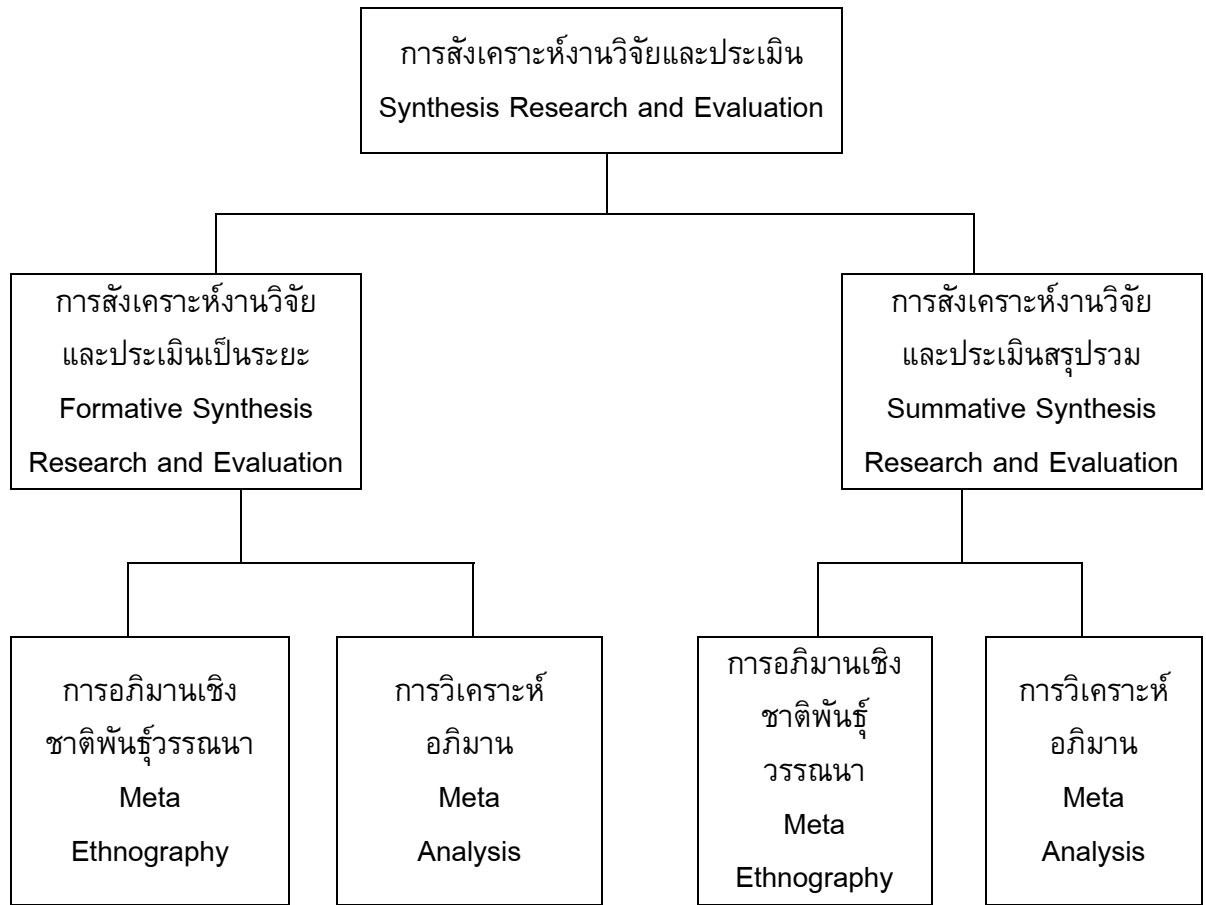 การสังเคราะห์งานวิจัยและประเมิน
Synthesis Research and Evaluation
การสังเคราะห์งานวิจัย
และประเมินเป็นระยะ
Formative Synthesis
Research and Evaluation
การสังเคราะห์งานวิจัย
และประเมินสรุปรวม
Summative Synthesis
Research and Evaluation
การอภิมานเชิง
ชาติพันธุ์วรรณนา
Meta
Ethnography
การวิเคราะห์
อภิมาน
Meta
Analysis
การอภิมานเชิง
ชาติพันธุ์
วรรณนา
Meta
Ethnography
การวิเคราะห์
อภิมาน
Meta
Analysis